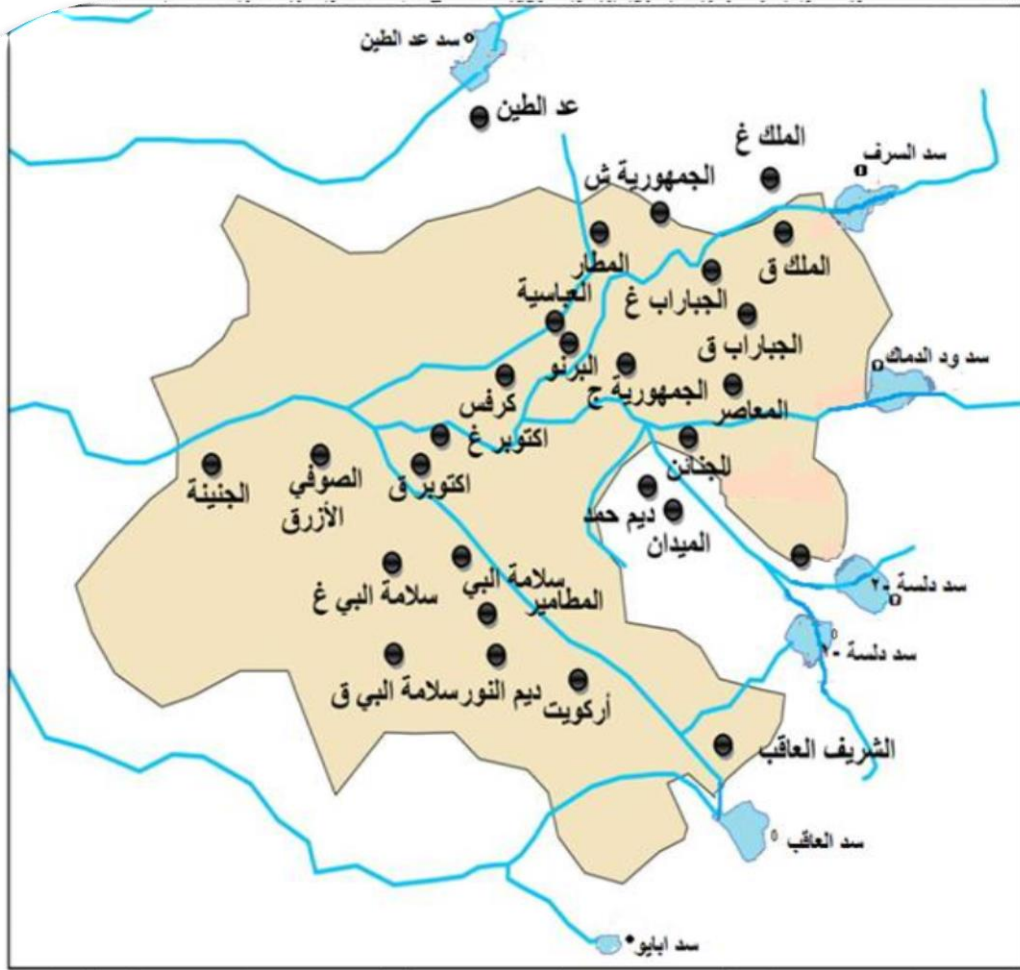 سد عد الطين
عد الطين
الملك غ
سد السرف
الجمهورية ش
المطار
الملك ق
العباسية
الجباراب غ
البرنو
الجباراب ق
سد ود الدماك
كرفس
الجمهورية ج
المعاصر
اكتوبر غ
الجنائن
الجنينة
الصوفي
الأزرق
اكتوبر ق
ديم حمد
الميدان
سلامة البي
سلامة البي غ
المطامير
سد دلسة -٢
سد دلسة -١
سلامة البي ق
ديم النور
أركويت
الشريف العاقب
سد العاقب
سد ابايو